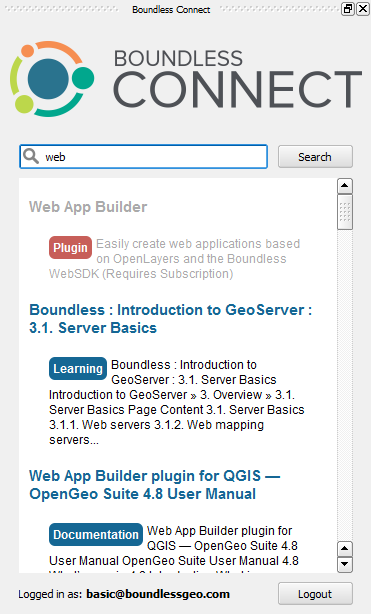 Boundless Connect
BOUNDLESS
CONNECT
web
Search
Web App Builder
Plugin Easily create web applications based
on OpenLayers and the Boundless
WebSDK (Requires Subscription)
Boundless : Introduction to GeoServer :
3.1. Server Basics
Learning Boundless : Introduction to
GeoServer : 3.1. Server Basics
Introduction to GeoServer » 3. Overview » 3.1.
Server Basics Page Content 3.1. Server Basics
3.1.1. Web servers 3.1.2. Web mapping
servers...
Web App Builder plugin for QGIS —
OpenGeo Suite 4.8 User Manual
Documentation Web App Builder plugin for
QGIS — OpenGeo Suite 4.8
User Manual OpenGeo Suite User Manual 4.8
Logged in as: basic@boundlessgeo.com
Logout